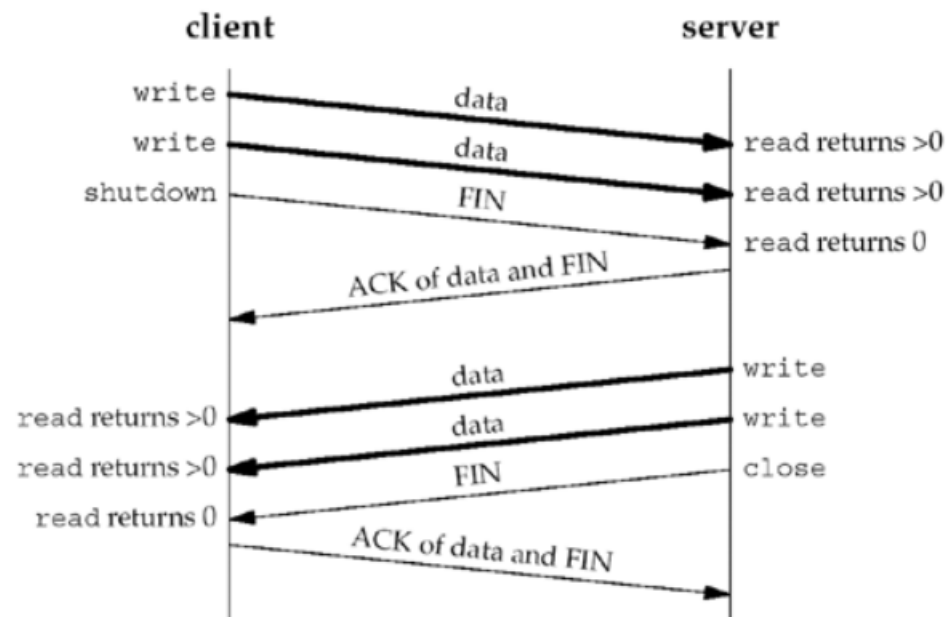 client server
write data
read returns >0
write data
read returns >0
shutdown FIN
read returns 0
ACK of data and FIN
data write
read returns >0
data write
read returns >0
FIN close
read returns 0
ACK of data and FIN